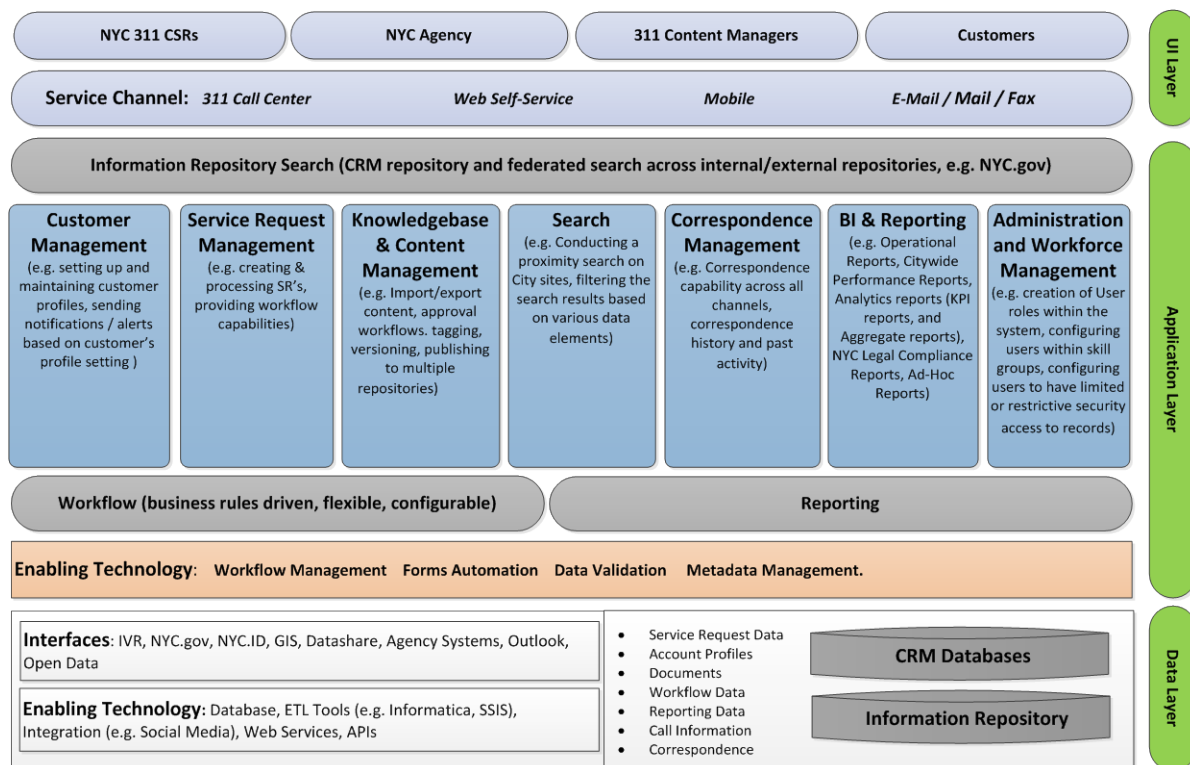 NYC 311 CSRs
NYC Agency
311 Content Managers
Customers
UI Layer
Service Channel: 311 Call Center Web Self-Service Mobile E-Mail / Mail / Fax
Information Repository Search (CRM repository and federated search across internal/external repositories, e.g. NYC.gov)
Application Layer
Customer
Management
(e.g. setting up and
maintaining customer
profiles, sending
notifications / alerts
based on customer's
profile setting )
Service Request
Management
(e.g. creating &
processing SR's,
providing workflow
capabilities)
Knowledgebase
& Content
Management
(e.g. Import/export
content, approval
workflows. tagging,
versioning, publishing
to multiple
repositories)
Search
(e.g. Conducting a
proximity search on
City sites, filtering the
search results based
on various data
elements)
Correspondence
Management
(e.g. Correspondence
capability across all
channels,
correspondence
history and past
activity)
BI & Reporting
(e.g. Operational
Reports, Citywide
Performance Reports,
Analytics reports (KPI
reports, and
Aggregate reports),
NYC Legal Compliance
Reports, Ad-Hoc
Reports)
Administration
and Workforce
Management
(e.g. creation of User
roles within the
system, configuring
users within skill
groups, configuring
users to have limited
or restrictive security
access to records)
Workflow (business rules driven, flexible, configurable)
Reporting
Enabling Technology: Workflow Management Forms Automation Data Validation Metadata Management.
Interfaces: IVR, NYC.gov, NYC.ID, GIS, Datashare, Agency Systems, Outlook,
Open Data
Enabling Technology: Database, ETL Tools (e.g. Informatica, SSIS),
Integration (e.g. Social Media), Web Services, APIs
• Service Request Data
• Account Profiles
• Documents
• Workflow Data
• Reporting Data
• Call Information
• Correspondence
CRM Databases
Information Repository
Data Layer